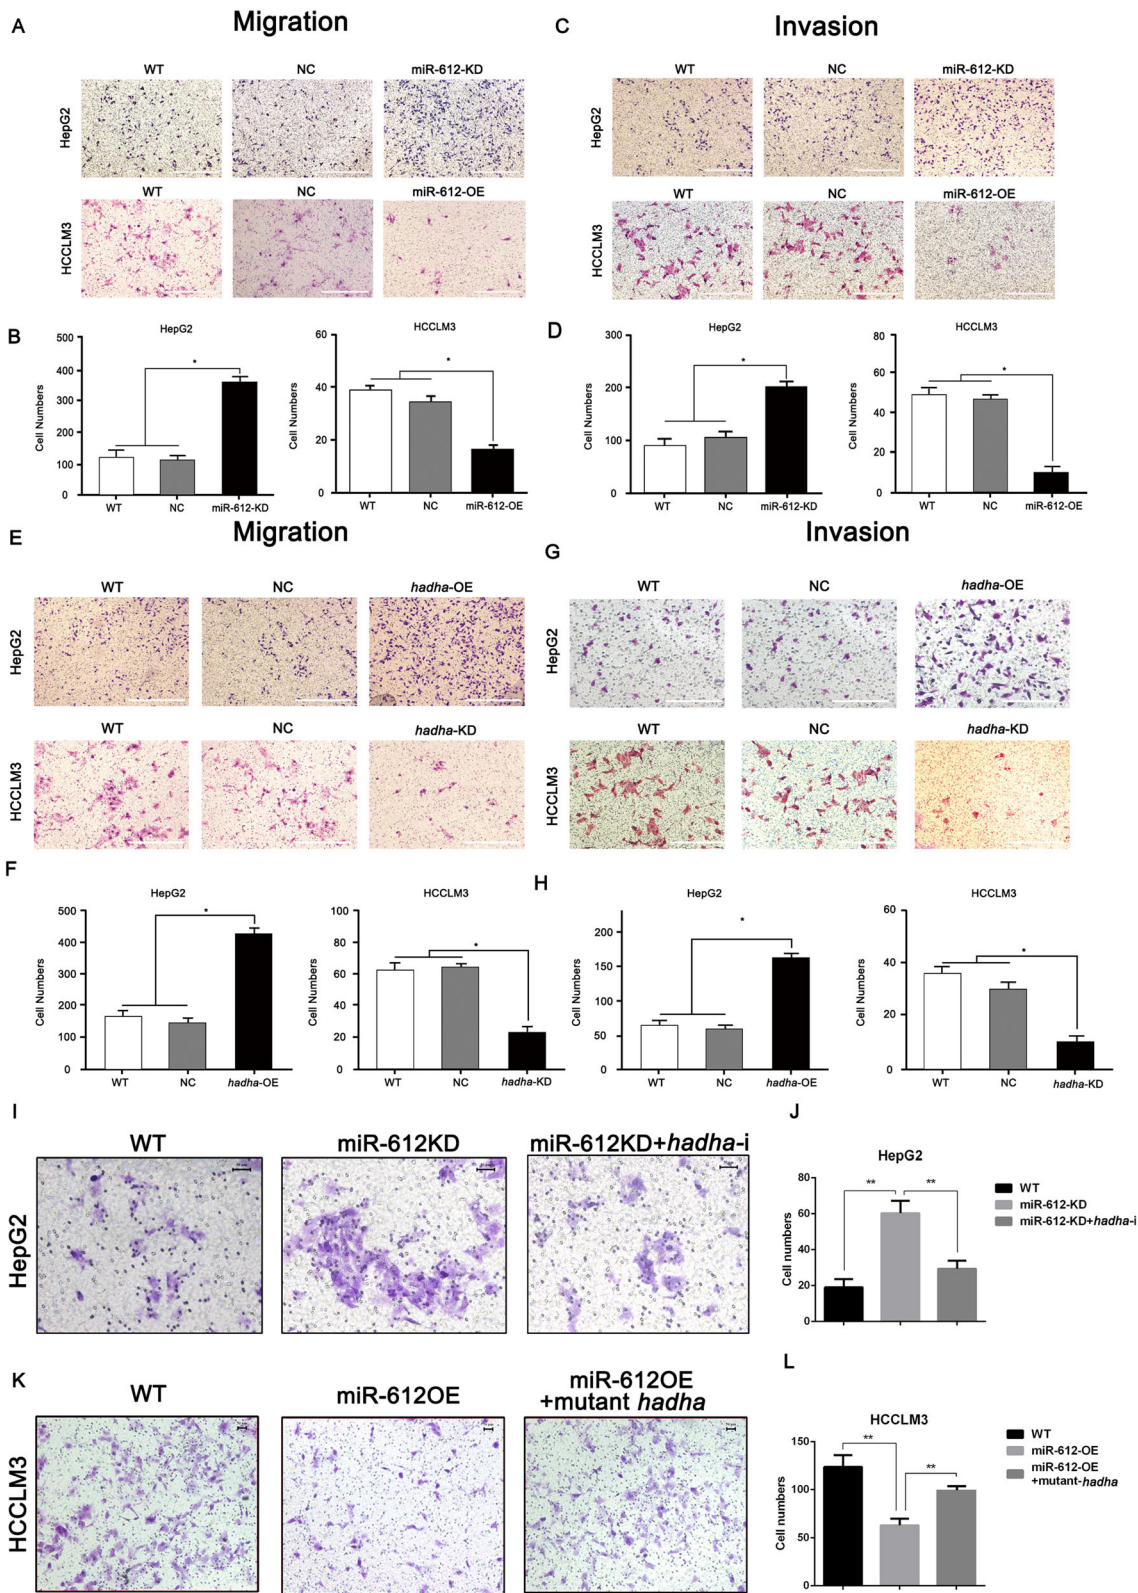 A
Migration
C
Invasion
WT
NC
miR-612-KD
WT
NC
miR-612-KD
HepG2
HepG2
WT
NC
miR-612-OE
WT
NC
miR-612-OE
HCCLM3
HCCLM3
B
HepG2
HCCLM3
D
HepG2
HCCLM3
Cell Numbers
500
400
300
200
100
0
*
WT
NC
miR-612-KD
Cell Numbers
60
40
20
0
*
WT
NC
miR-612-OE
Cell Numbers
300
200
100
0
*
WT
NC
miR-612-KD
Cell Numbers
80
60
40
20
0
*
WT
NC
miR-612-OE
E
Migration
Invasion
G
WT
NC
hadha-OE
WT
NC
hadha-OE
HepG2
HepG2
WT
NC
hadha-KD
WT
NC
hadha-KD
HCCLM3
HCCLM3
F
HepG2
HCCLM3
H
HepG2
HCCLM3
Cell Numbers
500
400
300
200
100
0
*
WT
NC
hadha-OE
Cell Numbers
100
80
60
40
20
0
*
WT
NC
hadha-KD
Cell Numbers
200
150
100
50
0
*
WT
NC
hadha-OE
Cell Numbers
60
40
20
0
*
WT
NC
hadha-KD
I
WT
miR-612KD
miR-612KD+hadha-i
HepG2
J
HepG2
Cell numbers
80
60
40
20
0
**
**
WT
miR-612-KD
miR-612-KD+hadha-i
K
WT
miR-612OE
miR-612OE
+mutant hadha
HCCLM3
L
HCCLM3
Cell numbers
150
100
50
0
**
**
WT
miR-612-OE
miR-612-OE
+mutant-hadha